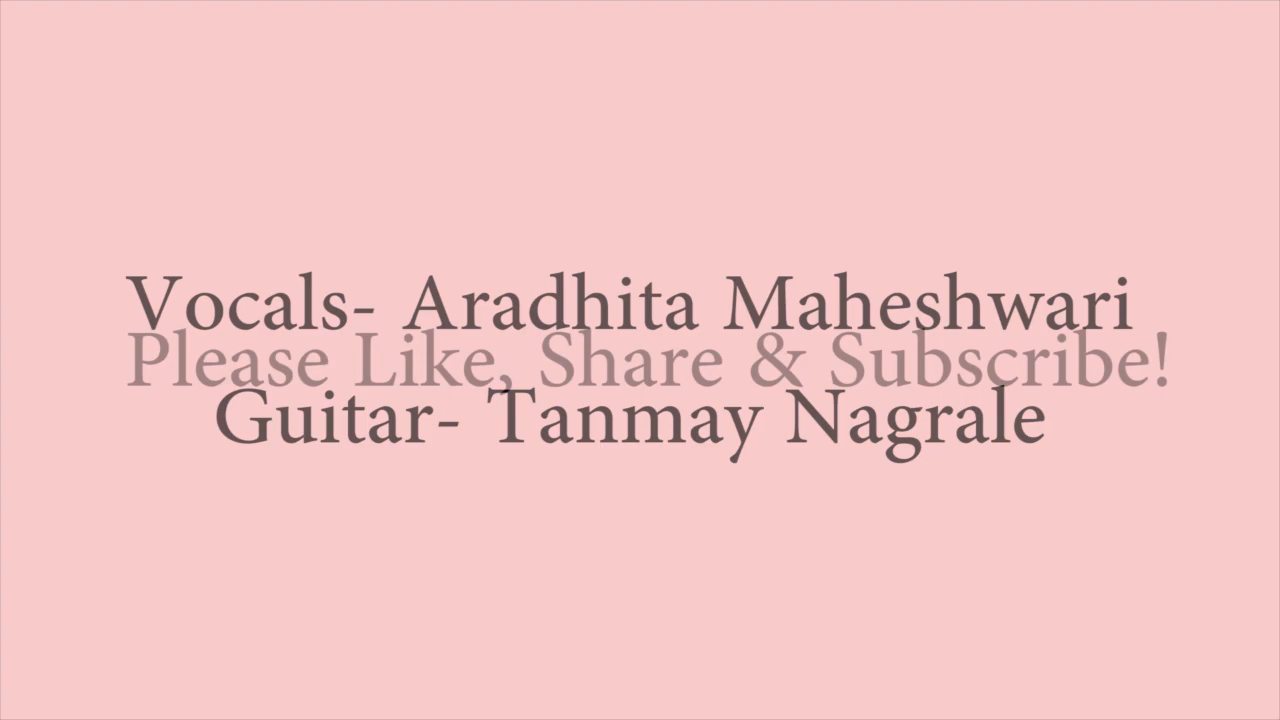 Vocals- Aradhita Maheshwari
Please Like, Share & Subscribe!
Guitar- Tanmay Nagrale